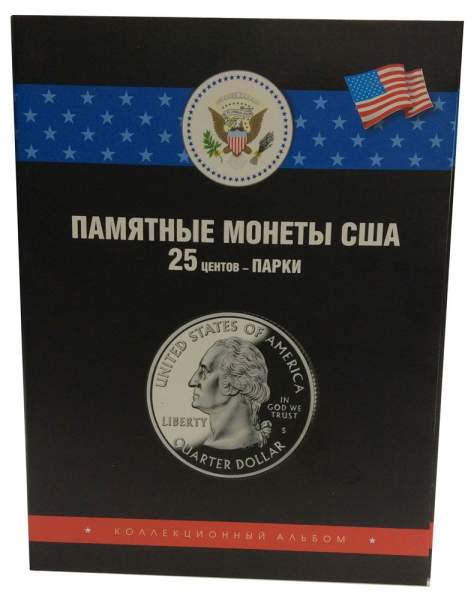 ПАМЯТНЫЕ МОНЕТЫ США
25 ЦЕНТОВ – ПАРКИ
UNITED STATES OF AMERICA
LIBERTY
IN
GOD WE
TRUST
S
QUARTER DOLLAR
КОЛЛЕКЦИОННЫЙ АЛЬБОМ